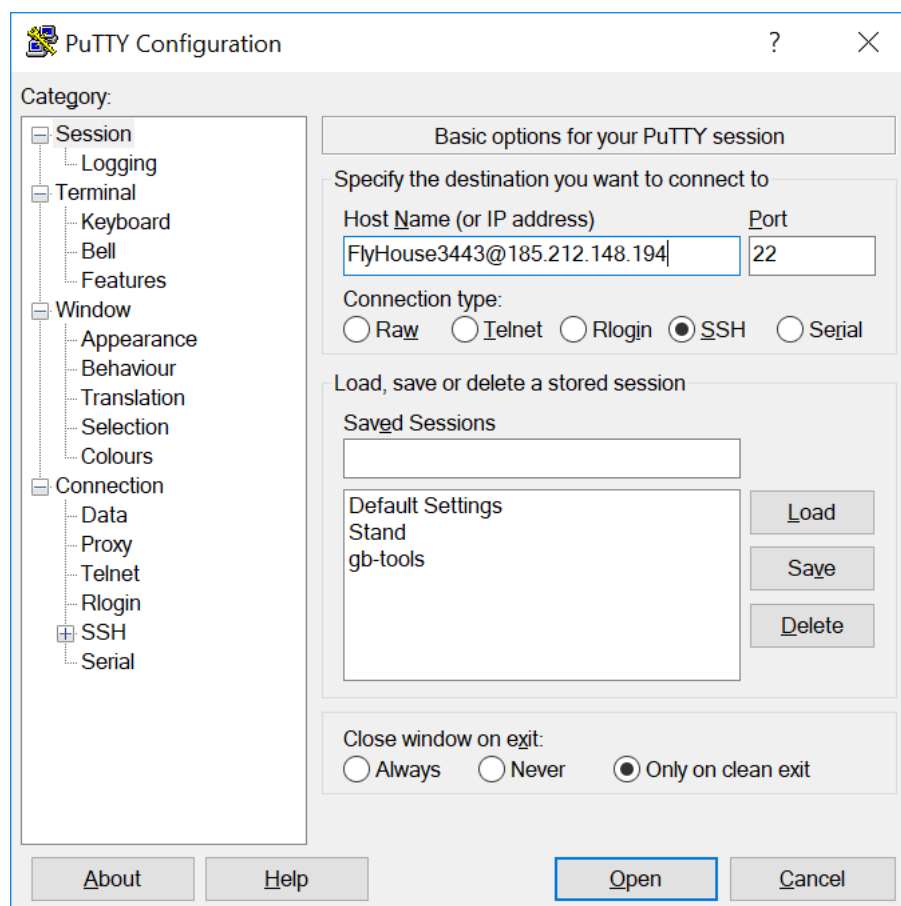 PuTTY Configuration
?
Category:
Session
Logging
Terminal
Keyboard
Bell
Features
Window
Appearance
Behaviour
Translation
Selection
Colours
Connection
Data
Proxy
Telnet
Rlogin
SSH
Serial
Basic options for your PuTTY session
Specify the destination you want to connect to
Host Name (or IP address) Port
FlyHouse3443@185.212.148.194 22
Connection type:
Raw Telnet Rlogin SSH Serial
Load, save or delete a stored session
Saved Sessions
Default Settings
Stand
gb-tools
Load
Save
Delete
Close window on exit:
Always Never Only on clean exit
About Help Open Cancel